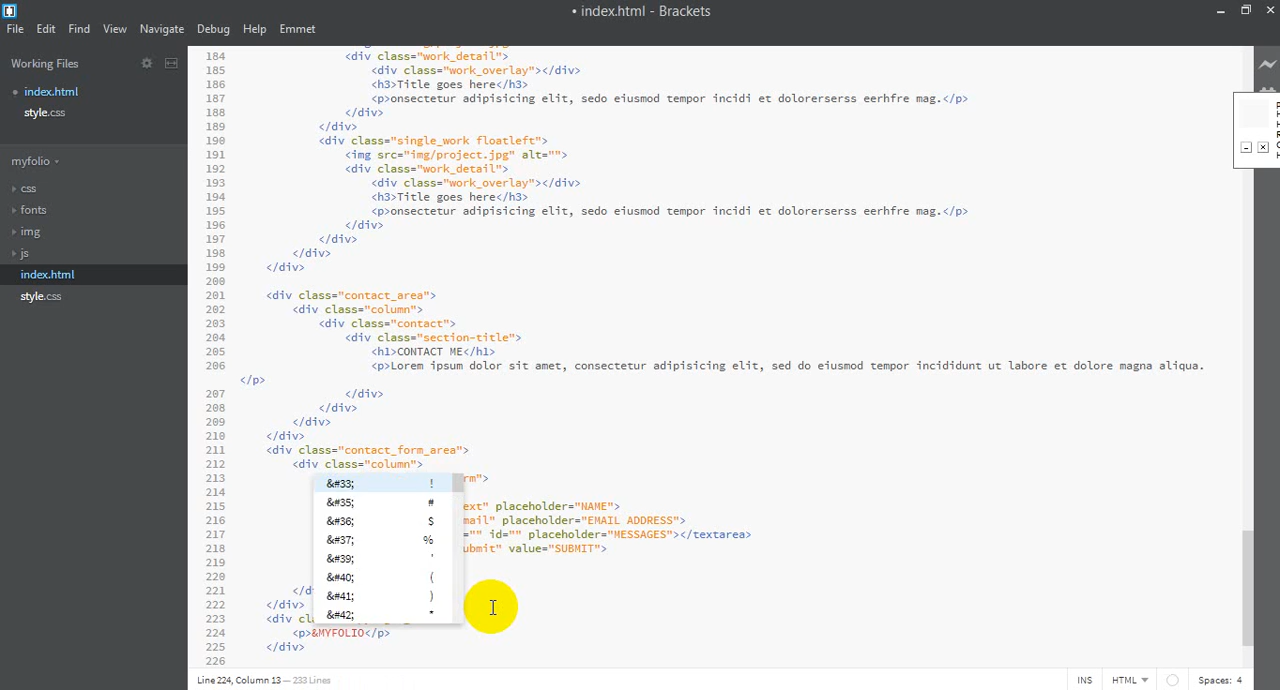 • index.html - Brackets
File Edit Find View Navigate Debug Help Emmet
Working Files
index.html
style.css
myfolio
css
fonts
img
js
index.html
style.css
184 <div class="work_detail">
185 <div class="work_overlay"></div>
186 <h3>Title goes here</h3>
187 <p>onsectetur adipisicing elit, sedo eiusmod tempor incidi et dolorerserss eerhfre mag.</p>
188 </div>
189 </div>
190 <div class="single_work floatleft">
191 <img src="img/project.jpg" alt="">
192 <div class="work_detail">
193 <div class="work_overlay"></div>
194 <h3>Title goes here</h3>
195 <p>onsectetur adipisicing elit, sedo eiusmod tempor incidi et dolorerserss eerhfre mag.</p>
196 </div>
197 </div>
198 </div>
199 </div>
200
201 <div class="contact_area">
202 <div class="column">
203 <div class="contact">
204 <div class="section-title">
205 <h1>CONTACT ME</h1>
206 <p>Lorem ipsum dolor sit amet, consectetur adipisicing elit, sed do eiusmod tempor incididunt ut labore et dolore magna aliqua.
</p>
207 </div>
208 </div>
209 </div>
210 </div>
211 <div class="contact_form_area">
212 <div class="column">
213 rm">
214
215 ext" placeholder="NAME">
216 mail" placeholder="EMAIL ADDRESS">
217 ="" id="" placeholder="MESSAGES"></textarea>
218 ubmit" value="SUBMIT">
219
220
221 </d
222 </div>
223 <div cl
224 <p>&MYFOLIO</p>
225 </div>
226
&#33; !
&#35; #
&#36; $
&#37; %
&#39; '
&#40; (
&#41; )
&#42; *
Line 224, Column 13 — 233 Lines
INS HTML Spaces: 4